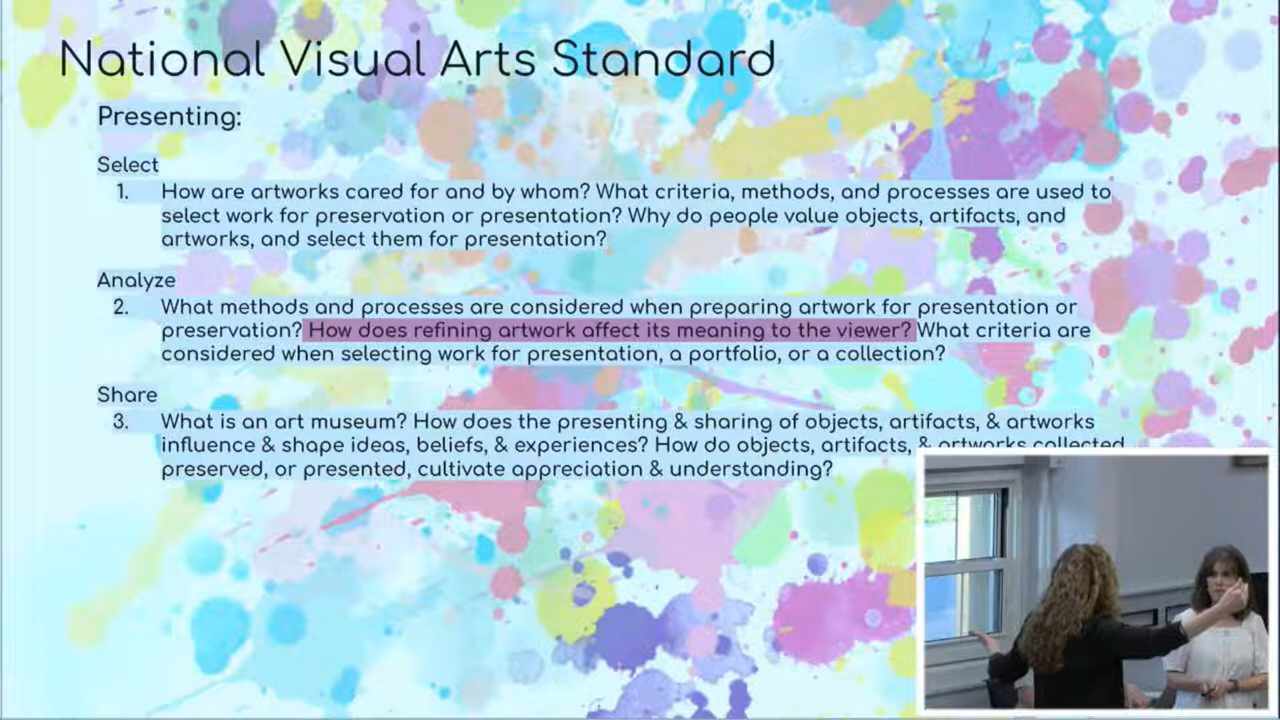 National Visual Arts Standard
Presenting:
Select
1. How are artworks cared for and by whom? What criteria, methods, and processes are used to
select work for preservation or presentation? Why do people value objects, artifacts, and
artworks, and select them for presentation?
Analyze
2. What methods and processes are considered when preparing artwork for presentation or
preservation? How does refining artwork affect its meaning to the viewer? What criteria are
considered when selecting work for presentation, a portfolio, or a collection?
Share
3. What is an art museum? How does the presenting & sharing of objects, artifacts, & artworks
influence & shape ideas, beliefs, & experiences? How do objects, artifacts, & artworks collected
preserved, or presented, cultivate appreciation & understanding?